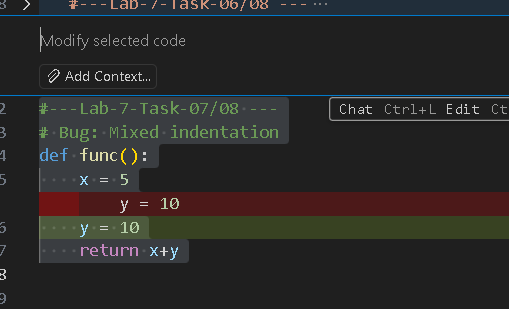 8 > #---Lab-7-Task-06/08 --- ...
Modify selected code
Add Context...
2 #---Lab-7-Task-07/08 ---
Chat Ctrl+L Edit Ct
3 # Bug: Mixed indentation
4 def func():
5 x = 5
y = 10
6 y = 10
7 return x+y
8
9